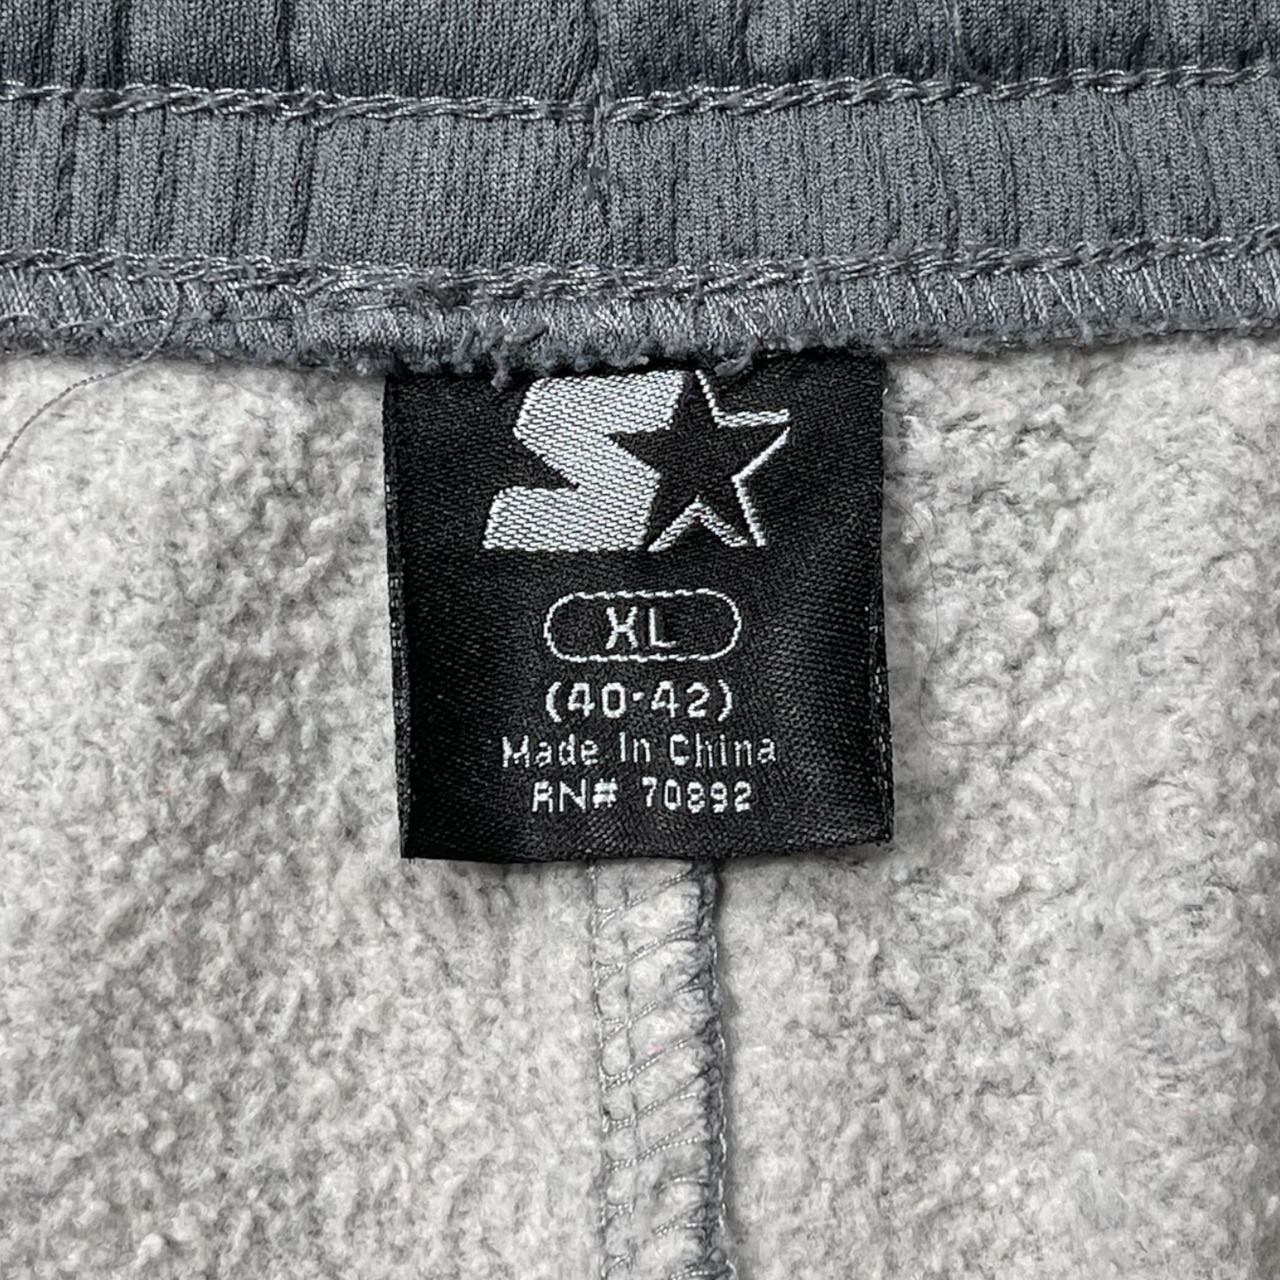 XL
(40-42)
Made In China
RN# 70892